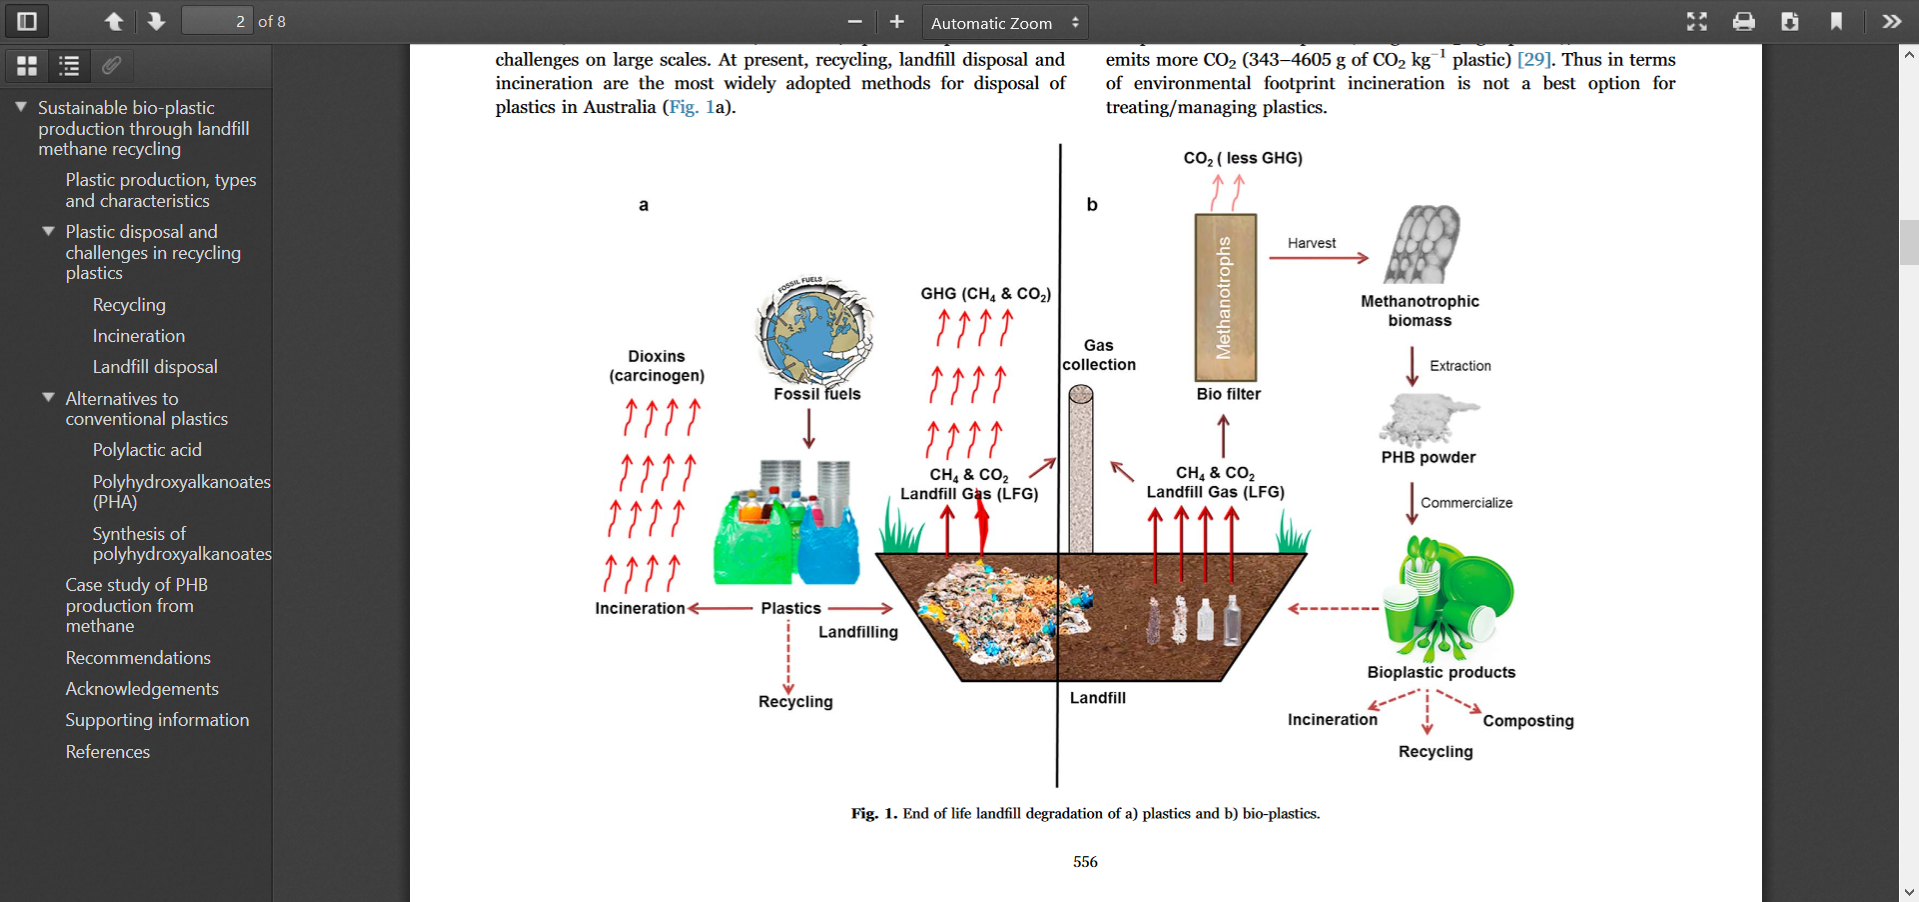 2 of 8
Automatic Zoom
Sustainable bio-plastic
production through landfill
methane recycling
Plastic production, types
and characteristics
Plastic disposal and
challenges in recycling
plastics
Recycling
Incineration
Landfill disposal
Alternatives to
conventional plastics
Polylactic acid
Polyhydroxyalkanoates
(PHA)
Synthesis of
polyhydroxyalkanoates
Case study of PHB
production from
methane
Recommendations
Acknowledgements
Supporting information
References
challenges on large scales. At present, recycling, landfill disposal and
incineration are the most widely adopted methods for disposal of
plastics in Australia (Fig. 1a).
emits more CO₂ (343–4605 g of CO₂ kg⁻¹ plastic) [29]. Thus in terms
of environmental footprint incineration is not a best option for
treating/managing plastics.
a
FOSSIL FUELS
Fossil fuels
Dioxins
(carcinogen)
GHG (CH₄ & CO₂)
CH₄ & CO₂
Landfill Gas (LFG)
Incineration
Plastics
Landfilling
Recycling
b
CO₂ ( less GHG)
Methanotrophs
Bio filter
Harvest
Methanotrophic
biomass
Extraction
PHB powder
Commercialize
Gas
collection
CH₄ & CO₂
Landfill Gas (LFG)
Landfill
Bioplastic products
Incineration
Composting
Recycling
Fig. 1. End of life landfill degradation of a) plastics and b) bio-plastics.
556